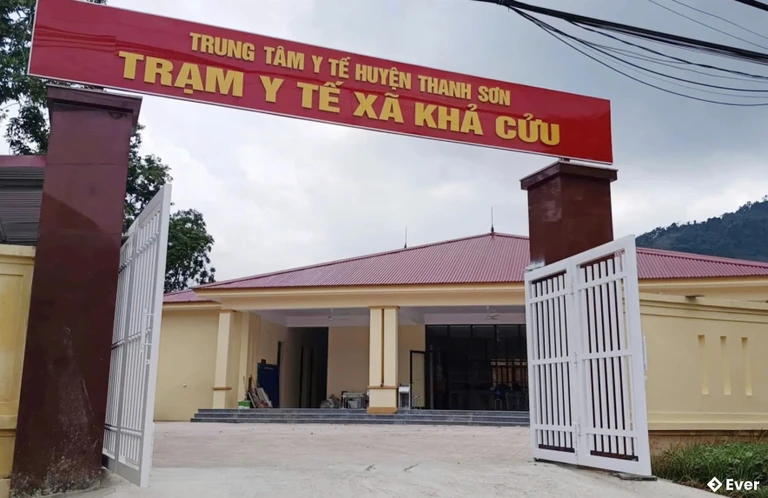 TRUNG TÂM Y TẾ HUYỆN THANH SƠN
TRẠM Y TẾ XÃ KHẢ CỬU
Ever